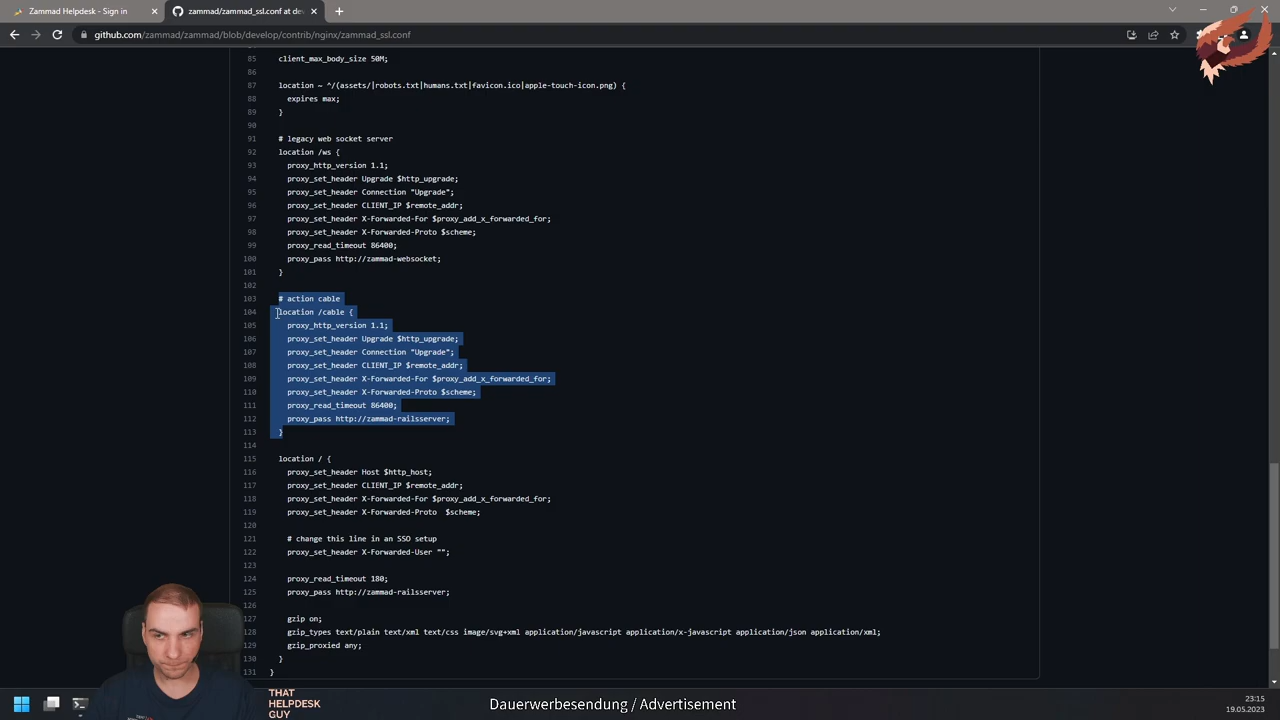 Zammad Helpdesk - Sign in
zammad/zammad_ssl.conf at de
github.com/zammad/zammad/blob/develop/contrib/nginx/zammad_ssl.conf
85 client_max_body_size 50M;
86
87 location ~ ^/(assets/|robots.txt|humans.txt|favicon.ico|apple-touch-icon.png) {
88 expires max;
89 }
90
91 # legacy web socket server
92 location /ws {
93 proxy_http_version 1.1;
94 proxy_set_header Upgrade $http_upgrade;
95 proxy_set_header Connection "Upgrade";
96 proxy_set_header CLIENT_IP $remote_addr;
97 proxy_set_header X-Forwarded-For $proxy_add_x_forwarded_for;
98 proxy_set_header X-Forwarded-Proto $scheme;
99 proxy_read_timeout 86400;
100 proxy_pass http://zammad-websocket;
101 }
102
103 # action cable
104 location /cable {
105 proxy_http_version 1.1;
106 proxy_set_header Upgrade $http_upgrade;
107 proxy_set_header Connection "Upgrade";
108 proxy_set_header CLIENT_IP $remote_addr;
109 proxy_set_header X-Forwarded-For $proxy_add_x_forwarded_for;
110 proxy_set_header X-Forwarded-Proto $scheme;
111 proxy_read_timeout 86400;
112 proxy_pass http://zammad-railsserver;
113 }
114
115 location / {
116 proxy_set_header Host $http_host;
117 proxy_set_header CLIENT_IP $remote_addr;
118 proxy_set_header X-Forwarded-For $proxy_add_x_forwarded_for;
119 proxy_set_header X-Forwarded-Proto  $scheme;
120
121 # change this line in an SSO setup
122 proxy_set_header X-Forwarded-User "";
123
124 proxy_read_timeout 180;
125 proxy_pass http://zammad-railsserver;
126
127 gzip on;
128 gzip_types text/plain text/xml text/css image/svg+xml application/javascript application/x-javascript application/json application/xml;
129 gzip_proxied any;
130 }
131 }
THAT
HELPDESK
GUY
Dauerwerbesendung / Advertisement
23:15
19.05.2023